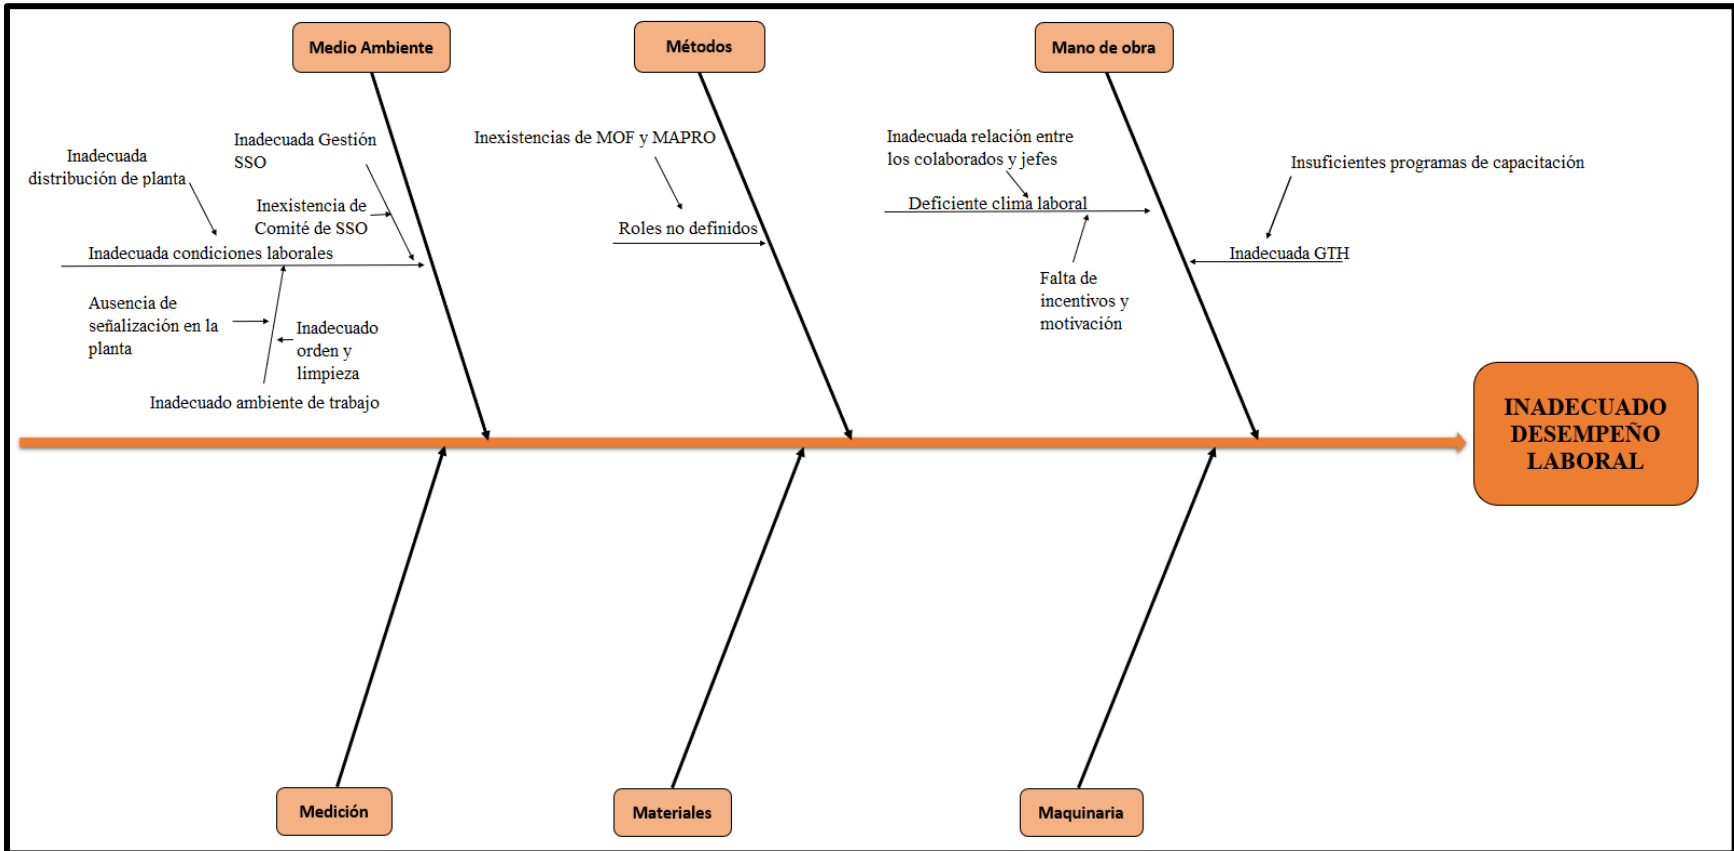 Medio Ambiente
Métodos
Mano de obra
Inadecuada
distribución de planta
Inadecuada Gestión
SSO
Inexistencia de
Comité de SSO
Inadecuada condiciones laborales
Ausencia de
señalización en la
planta
Inadecuado
orden y
limpieza
Inadecuado ambiente de trabajo
Inexistencias de MOF y MAPRO
Roles no definidos
Inadecuada relación entre
los colaborados y jefes
Deficiente clima laboral
Falta de
incentivos y
motivación
Insuficientes programas de capacitación
Inadecuada GTH
INADECUADO
DESEMPEÑO
LABORAL
Medición
Materiales
Maquinaria